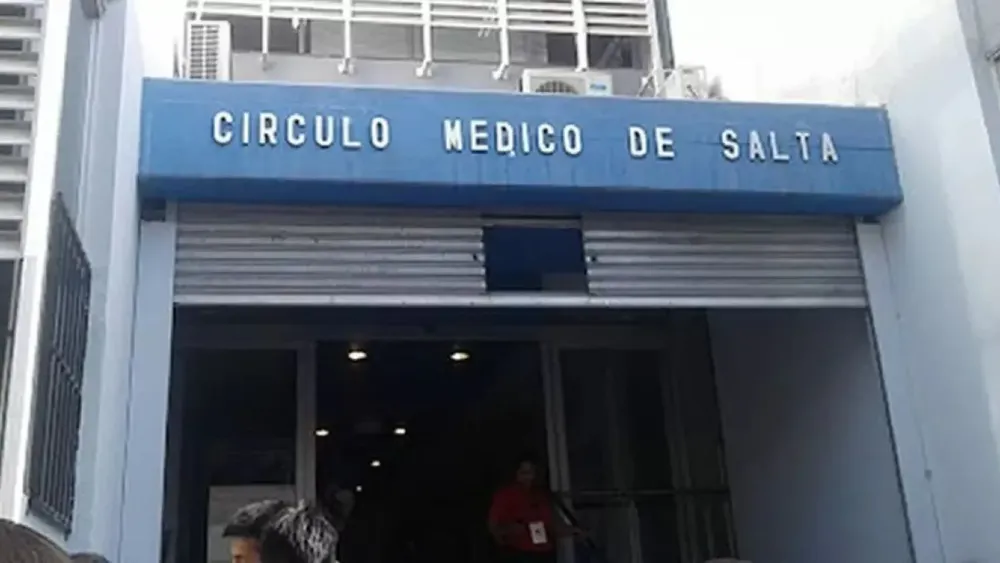 CIRCULO MEDICO DE SALTA